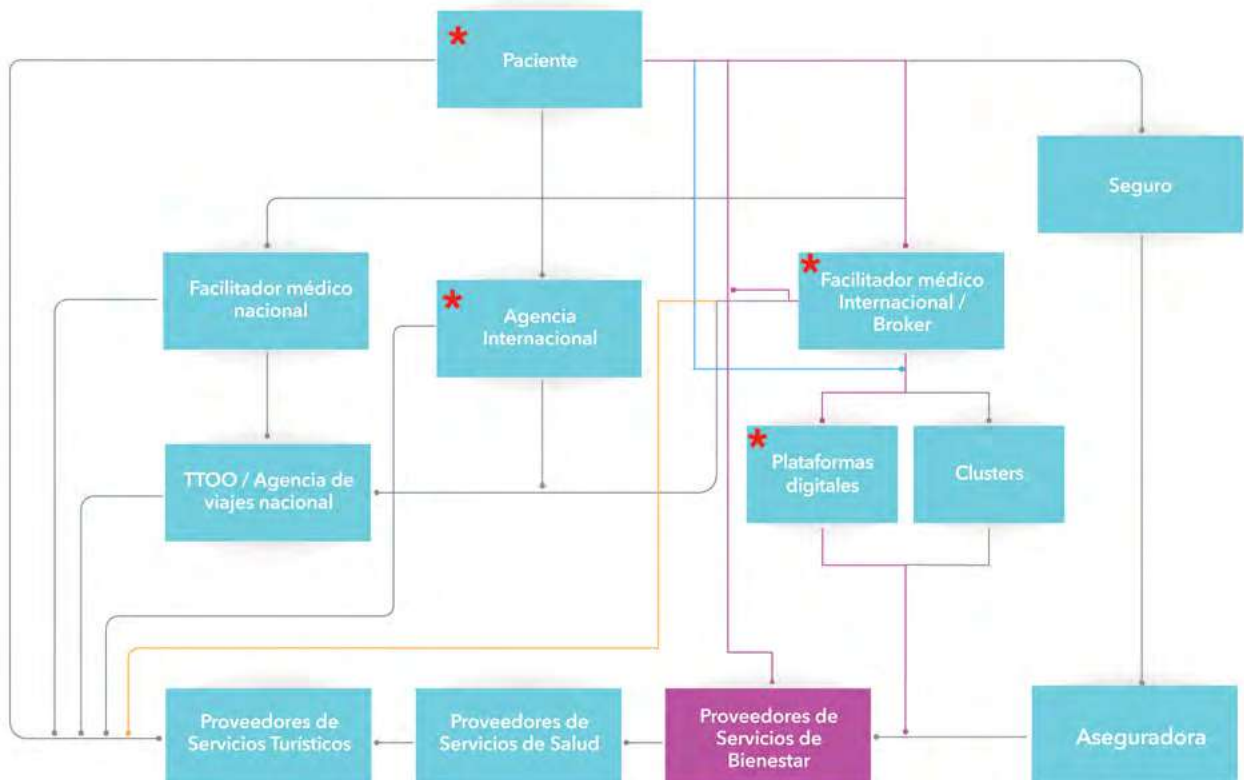 *
Paciente
Seguro
Facilitador médico
nacional
*
Agencia
Internacional
*
Facilitador médico
Internacional /
Broker
TTOO / Agencia de
viajes nacional
*
Plataformas
digitales
Clusters
Proveedores de
Servicios Turísticos
Proveedores de
Servicios de Salud
Proveedores de
Servicios de
Bienestar
Aseguradora